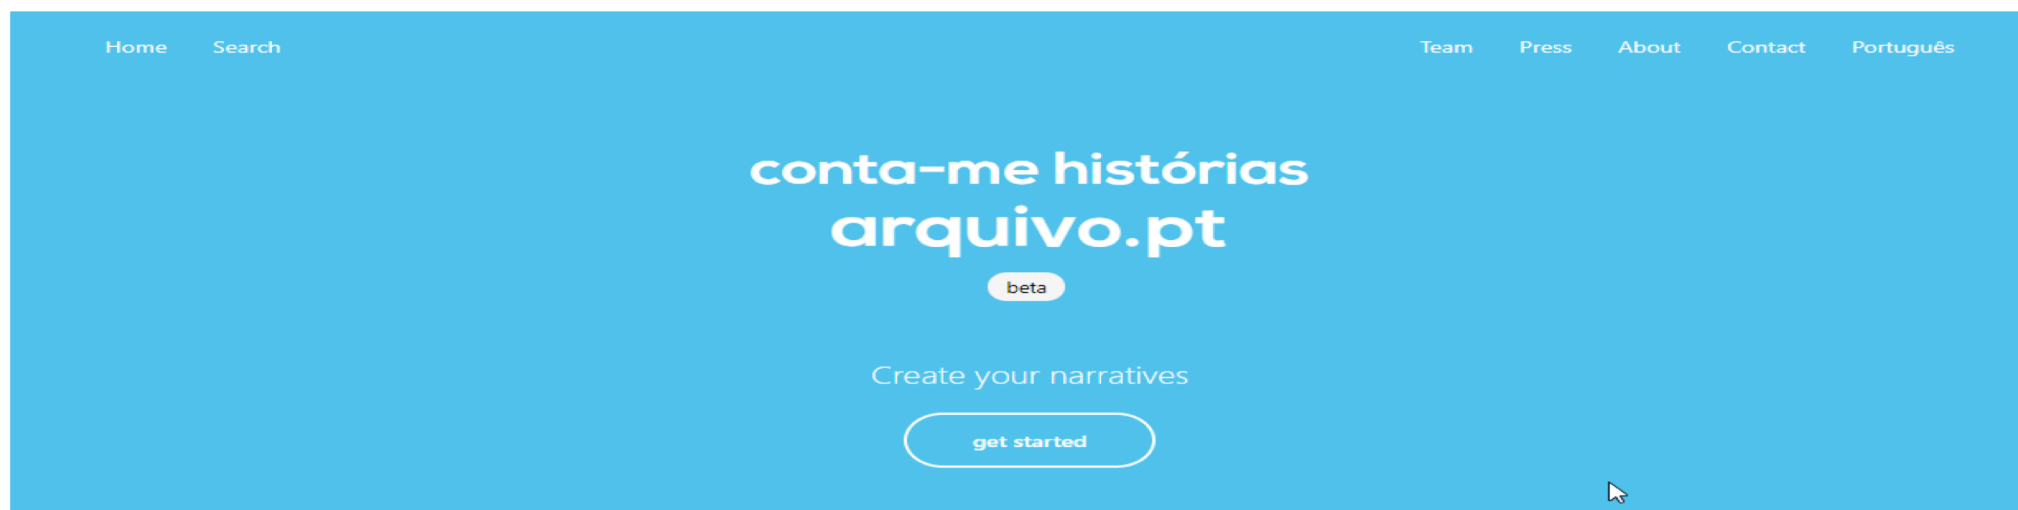 Home Search Team Press About Contact Português
conta-me histórias
arquivo.pt
beta
Create your narratives
get started